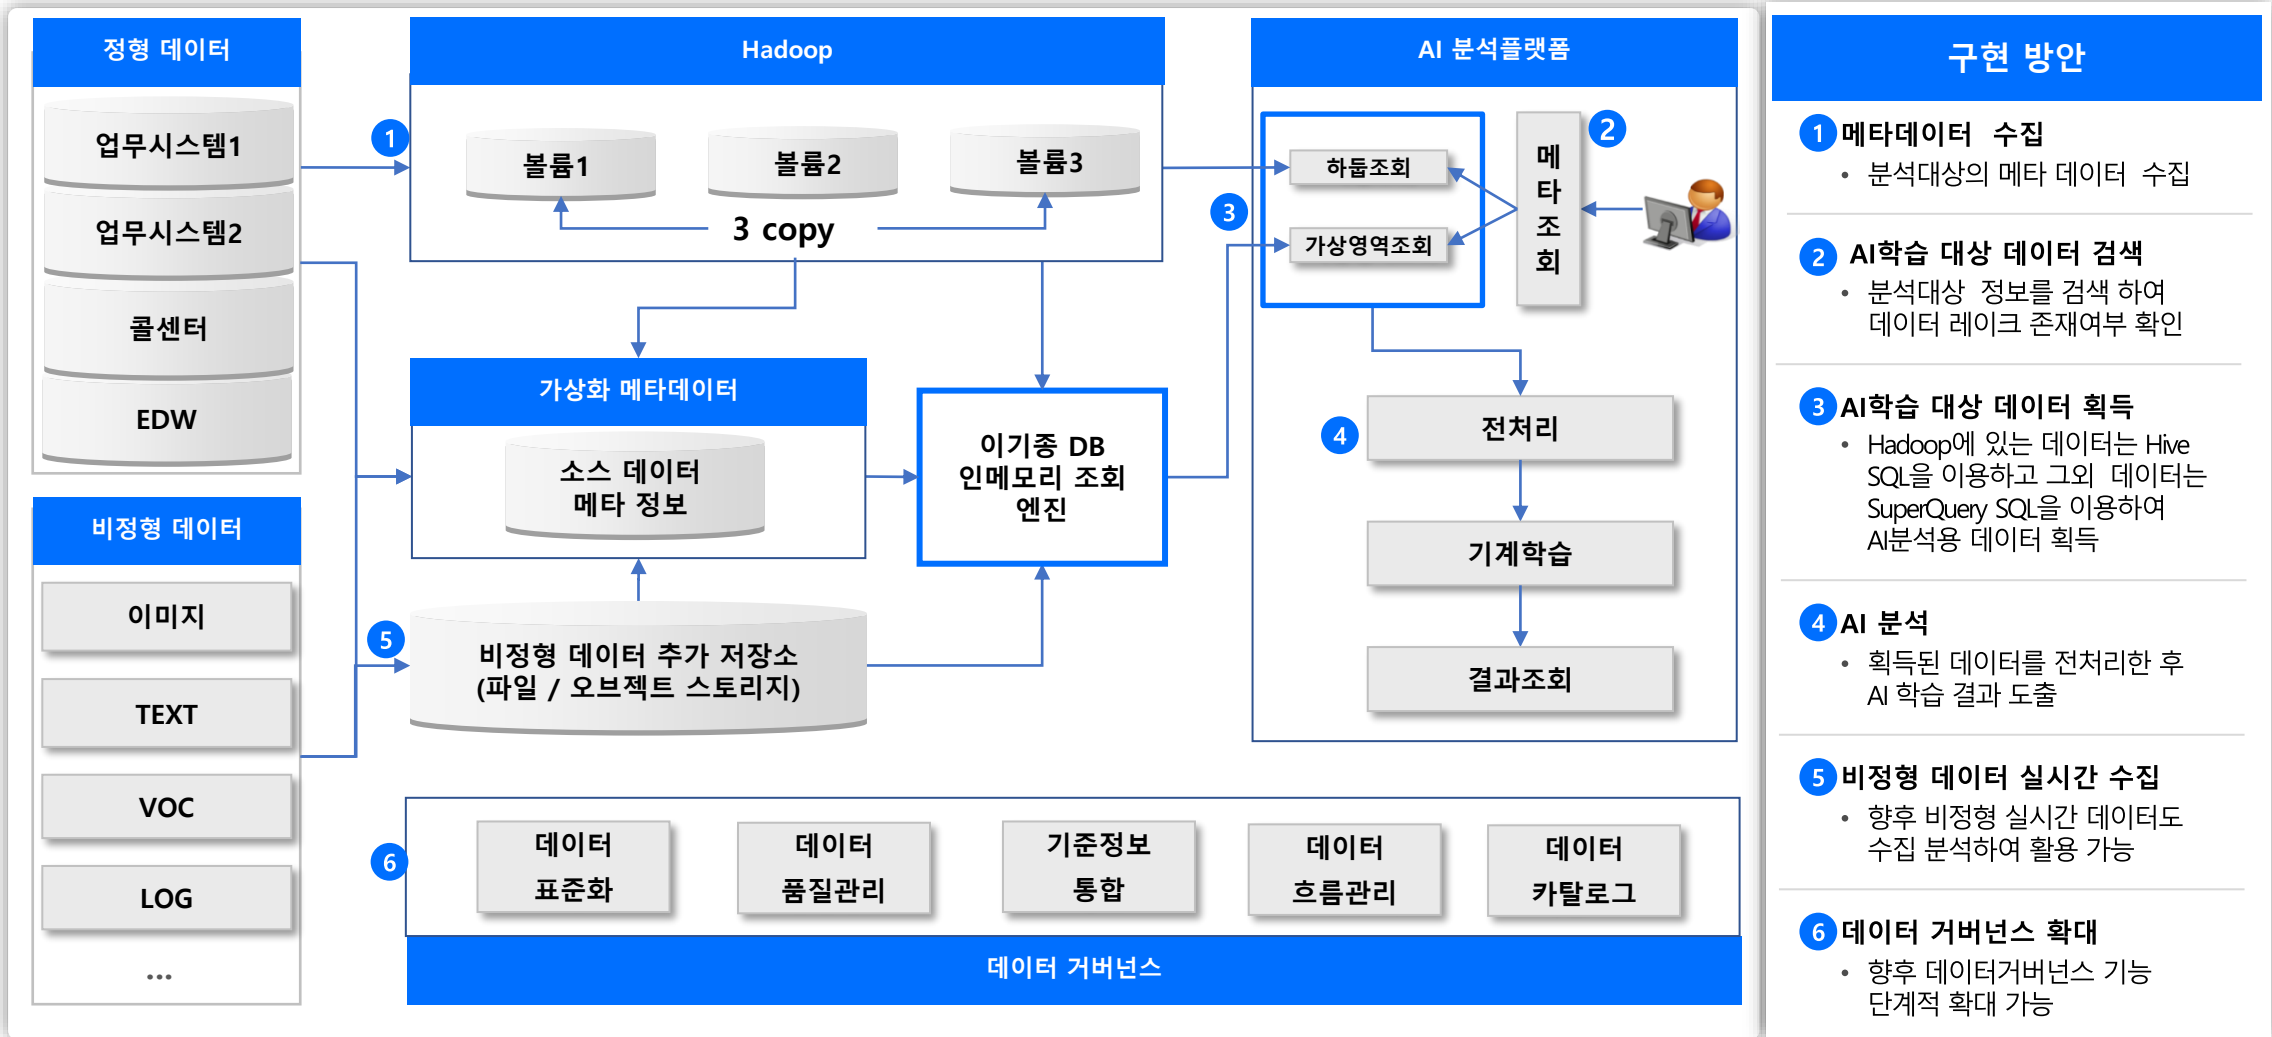 정형 데이터
업무시스템1
업무시스템2
콜센터
EDW
비정형 데이터
이미지
TEXT
VOC
LOG
...
Hadoop
1
볼륨1
볼륨2
볼륨3
3 copy
가상화 메타데이터
소스 데이터
메타 정보
이기종 DB
인메모리 조회
엔진
5
비정형 데이터 추가 저장소
(파일 / 오브젝트 스토리지)
AI 분석플랫폼
2
3
하둡조회
가상영역조회
메
타
조
회
4
전처리
기계학습
결과조회
6
데이터
표준화
데이터
품질관리
기준정보
통합
데이터
흐름관리
데이터
카탈로그
데이터 거버넌스
구현 방안
1 메타데이터 수집
• 분석대상의 메타 데이터 수집
2 AI학습 대상 데이터 검색
• 분석대상 정보를 검색 하여
데이터 레이크 존재여부 확인
3 AI학습 대상 데이터 획득
• Hadoop에 있는 데이터는 Hive
SQL을 이용하고 그외 데이터는
SuperQuery SQL을 이용하여
AI분석용 데이터 획득
4 AI 분석
• 획득된 데이터를 전처리한 후
AI 학습 결과 도출
5 비정형 데이터 실시간 수집
• 향후 비정형 실시간 데이터도
수집 분석하여 활용 가능
6 데이터 거버넌스 확대
• 향후 데이터거버넌스 기능
단계적 확대 가능